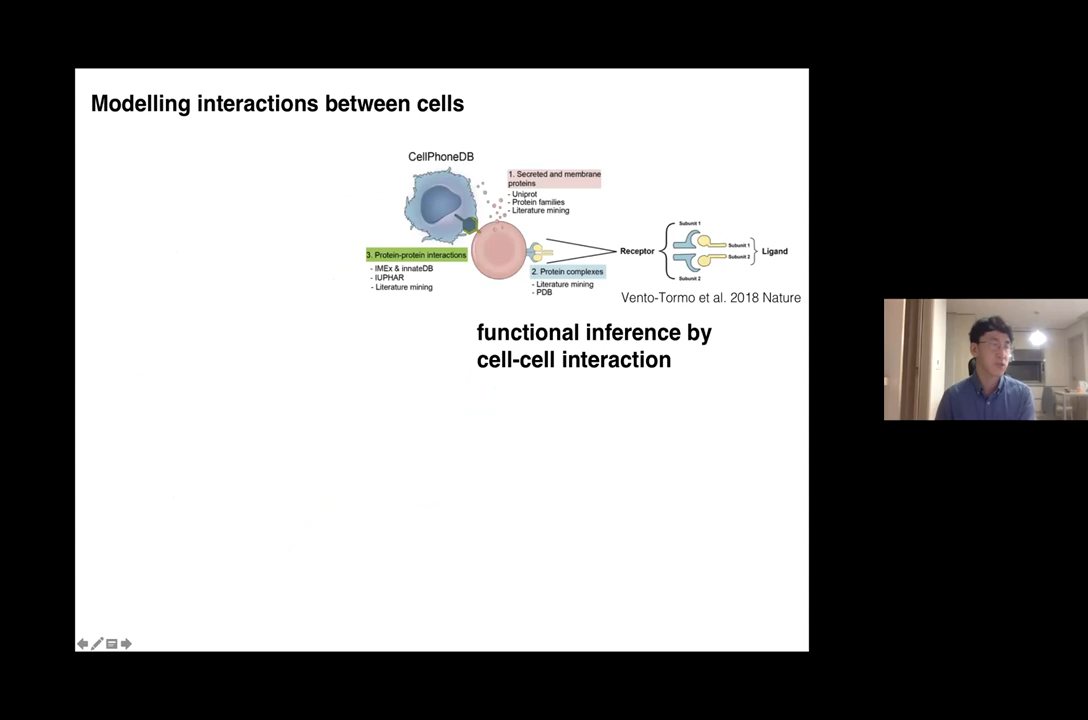 Modelling interactions between cells
CellPhoneDB
1. Secreted and membrane
proteins
- Uniprot
- Protein families
- Literature mining
3. Protein-protein interactions
- IMEx & innateDB
- IUPHAR
- Literature mining
2. Protein complexes
- Literature mining
- PDB
Receptor
Subunit 1
Subunit 2
Subunit 1
Subunit 2
Ligand
Vento-Tormo et al. 2018 Nature
functional inference by
cell-cell interaction